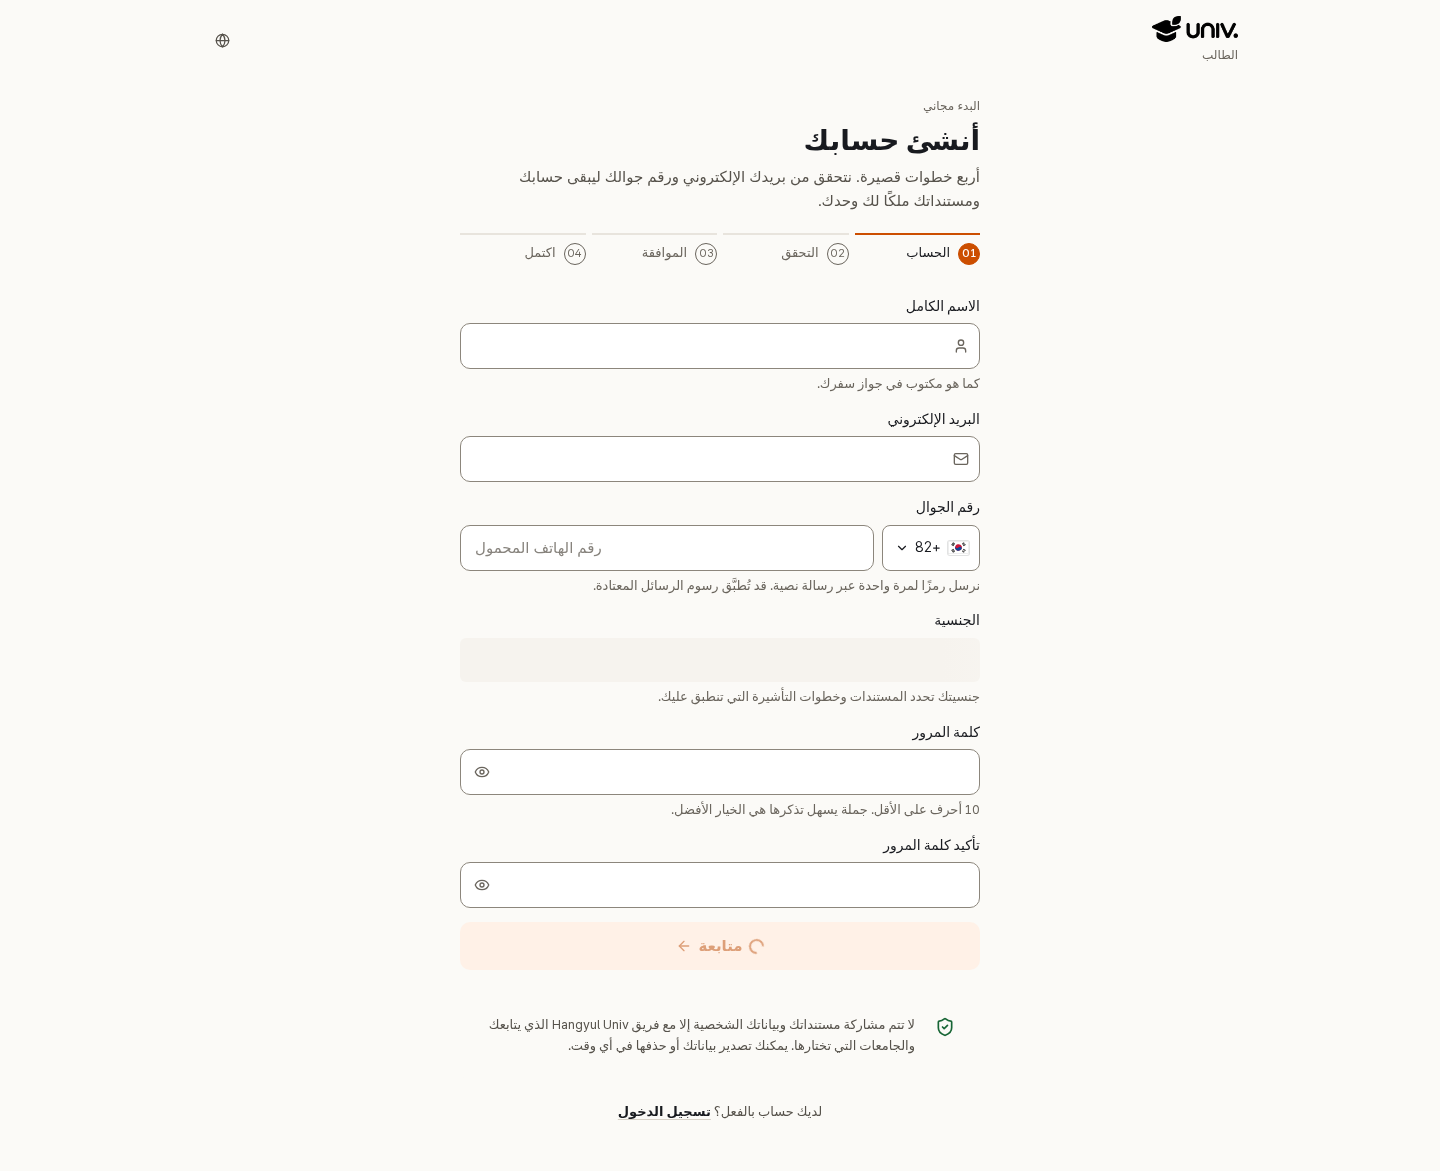 univ.
الطالب
البدء مجاني
أنشئ حسابك
أربع خطوات قصيرة. نتحقق من بريدك الإلكتروني ورقم جوالك ليبقى حسابك
ومستنداتك ملكًا لك وحدك.
01 الحساب
02 التحقق
03 الموافقة
04 اكتمل
الاسم الكامل
كما هو مكتوب في جواز سفرك.
البريد الإلكتروني
رقم الجوال
+82
رقم الهاتف المحمول
نرسل رمزًا لمرة واحدة عبر رسالة نصية. قد تُطبَّق رسوم الرسائل المعتادة.
الجنسية
جنسيتك تحدد المستندات وخطوات التأشيرة التي تنطبق عليك.
كلمة المرور
10 أحرف على الأقل. جملة يسهل تذكرها هي الخيار الأفضل.
تأكيد كلمة المرور
متابعة
لا تتم مشاركة مستنداتك وبياناتك الشخصية إلا مع فريق Hangyul Univ الذي يتابعك
والجامعات التي تختارها. يمكنك تصدير بياناتك أو حذفها في أي وقت.
لديك حساب بالفعل؟ تسجيل الدخول